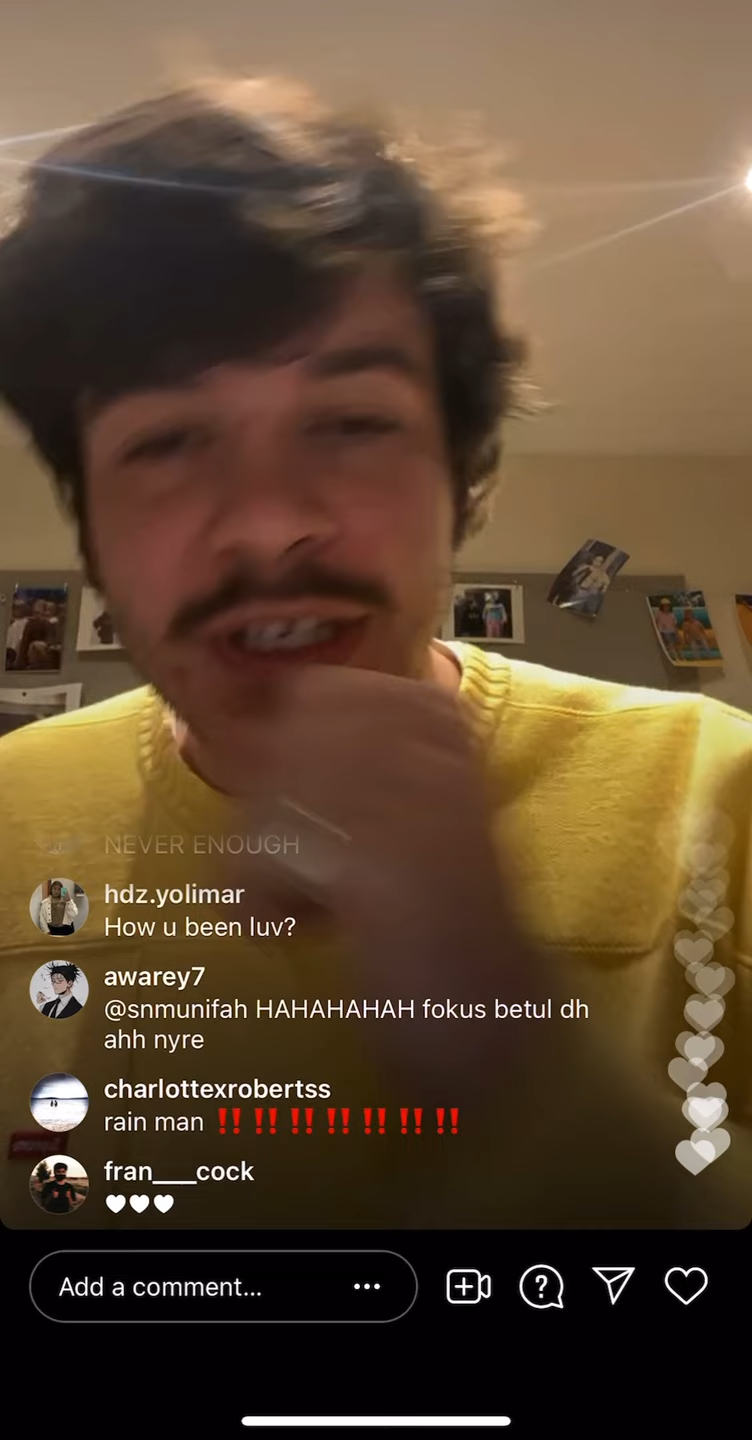 NEVER ENOUGH
hdz.yolimar
How u been luv?
awarey7
@snmunifah HAHAHAHAH fokus betul dh
ahh nyre
charlottexrobertss
rain man ‼️‼️‼️‼️‼️‼️‼️
fran___cock
🤍🤍🤍
Add a comment...